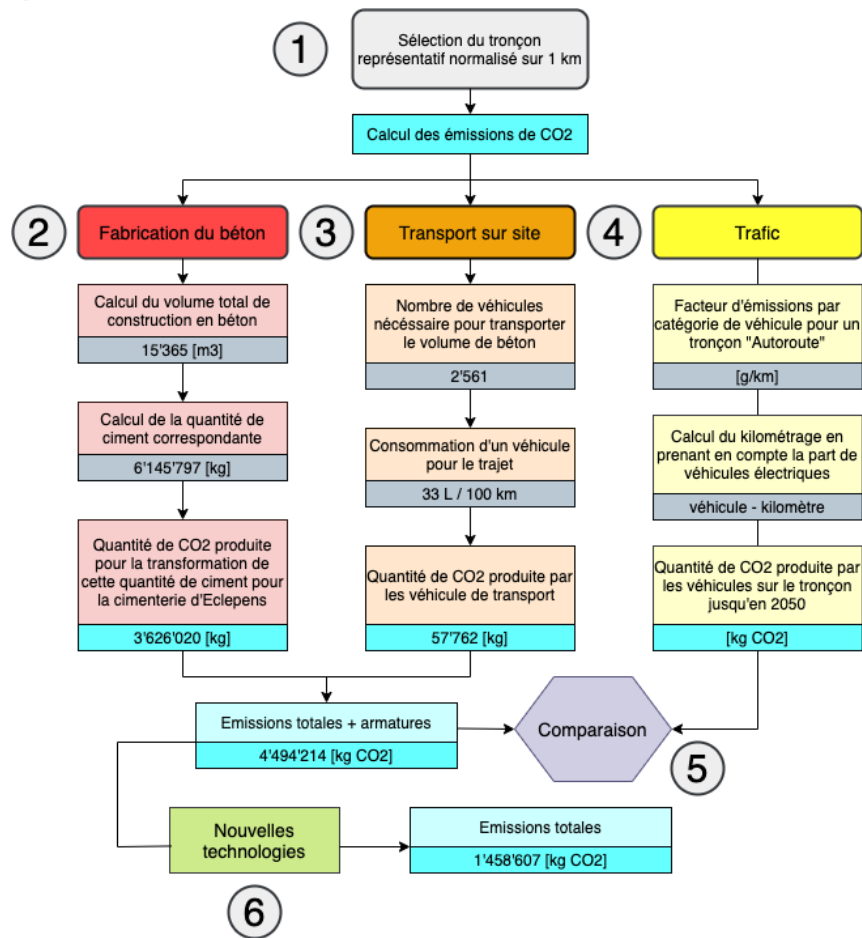 1
Sélection du tronçon
représentatif normalisé sur 1 km
Calcul des émissions de CO2
2
Fabrication du béton
3
Transport sur site
4
Trafic
Calcul du volume total de
construction en béton
15'365 [m3]
Calcul de la quantité de
ciment correspondante
6'145'797 [kg]
Quantité de CO2 produite
pour la transformation de
cette quantité de ciment pour
la cimenterie d'Eclepens
3'626'020 [kg]
Nombre de véhicules
nécéssaire pour transporter
le volume de béton
2'561
Consommation d'un véhicule
pour le trajet
33 L / 100 km
Quantité de CO2 produite par
les véhicule de transport
57'762 [kg]
Facteur d'émissions par
catégorie de véhicule pour un
tronçon "Autoroute"
[g/km]
Calcul du kilométrage en
prenant en compte la part de
véhicules électriques
véhicule - kilomètre
Quantité de CO2 produite par
les véhicules sur le tronçon
jusqu'en 2050
[kg CO2]
Emissions totales + armatures
4'494'214 [kg CO2]
Comparaison
5
Nouvelles
technologies
6
Emissions totales
1'458'607 [kg CO2]